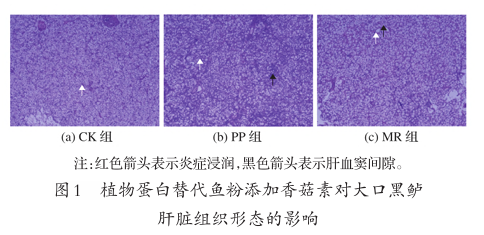 (a) CK 组 (b) PP 组 (c) MR 组
注:红色箭头表示炎症浸润,黑色箭头表示肝血窦间隙。
图1 植物蛋白替代鱼粉添加香菇素对大口黑鲈
肝脏组织形态的影响